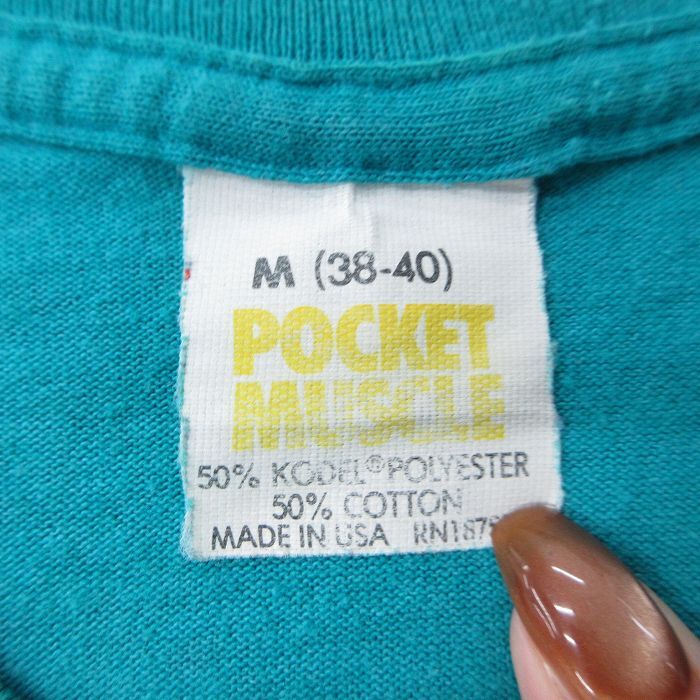 M (38-40)
POCKET
MUSCLE
50% KODEL® POLYESTER
50% COTTON
MADE IN USA